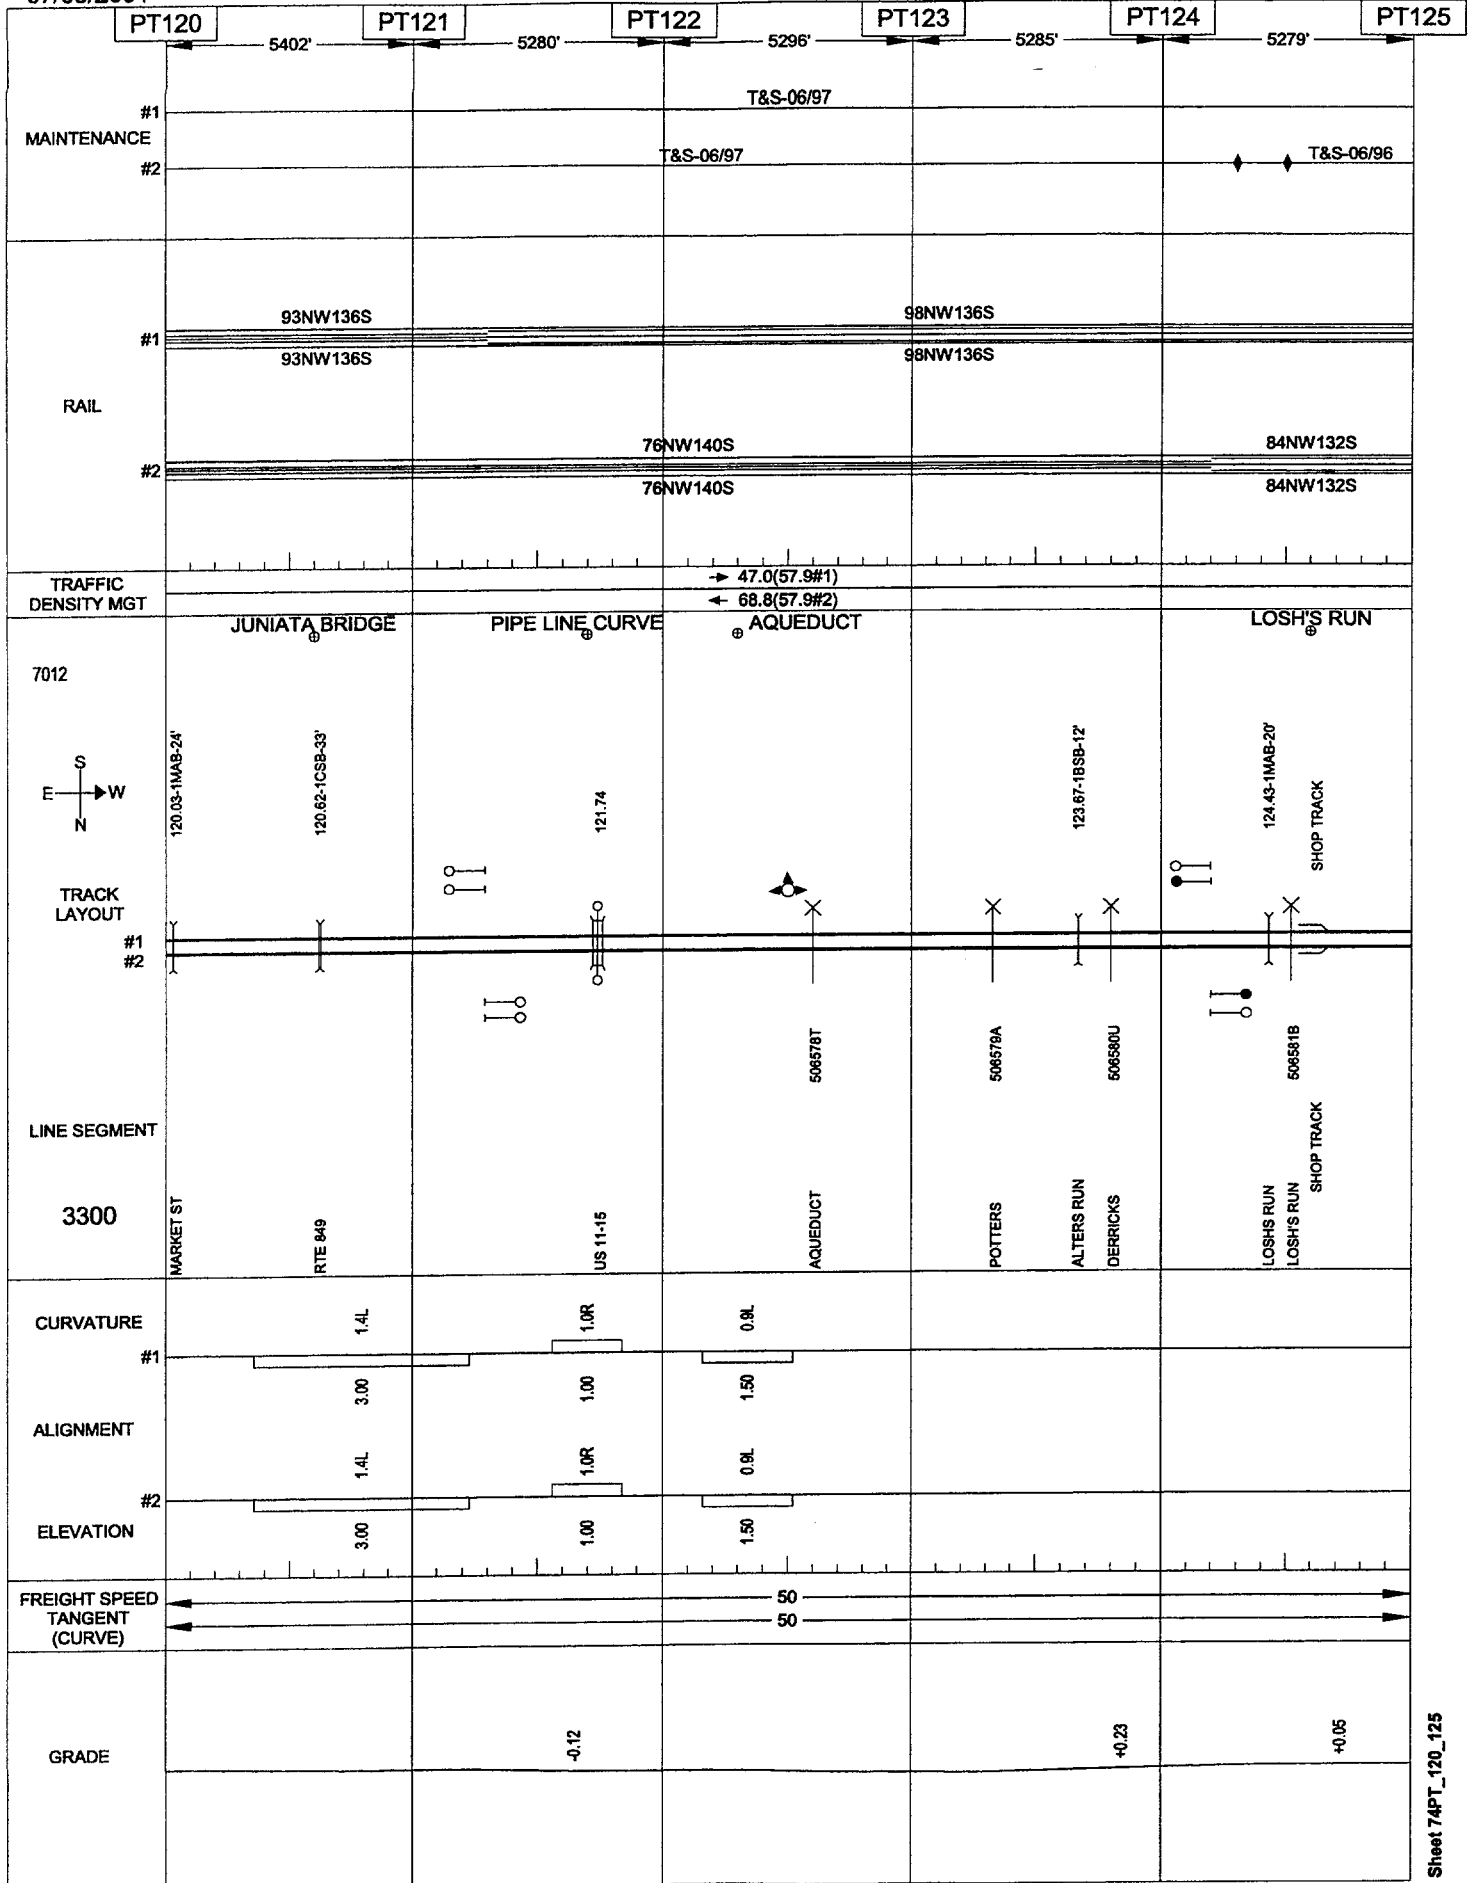 PT120 PT121 PT122 PT123 PT124 PT125
5402' 5280' 5296' 5285' 5279'
#1 T&S-06/97
MAINTENANCE
#2 T&S-06/97 T&S-06/96
93NW136S 98NW136S
#1
93NW136S 98NW136S
RAIL
76NW140S 84NW132S
#2
76NW140S 84NW132S
TRAFFIC
DENSITY MGT
47.0(57.9#1)
68.8(57.9#2)
JUNIATA BRIDGE PIPE LINE CURVE AQUEDUCT LOSH'S RUN
7012
S
E W
N
120.03-1MAB-24'
120.62-1CSB-33'
121.74
123.67-1BSB-12'
124.43-1MAB-20'
SHOP TRACK
TRACK
LAYOUT
#1
#2
506578T
506579A
506580U
506581B
LINE SEGMENT
3300
MARKET ST
RTE 849
US 11-15
AQUEDUCT
POTTERS
ALTERS RUN
DERRICKS
LOSHS RUN
LOSH'S RUN
SHOP TRACK
CURVATURE
1.4L 1.0R 0.9L
#1
3.00 1.00 1.50
ALIGNMENT
1.4L 1.0R 0.9L
#2
ELEVATION
3.00 1.00 1.50
FREIGHT SPEED
TANGENT
(CURVE)
50
50
GRADE
-0.12 +0.23 +0.05
Sheet 74PT_120_125